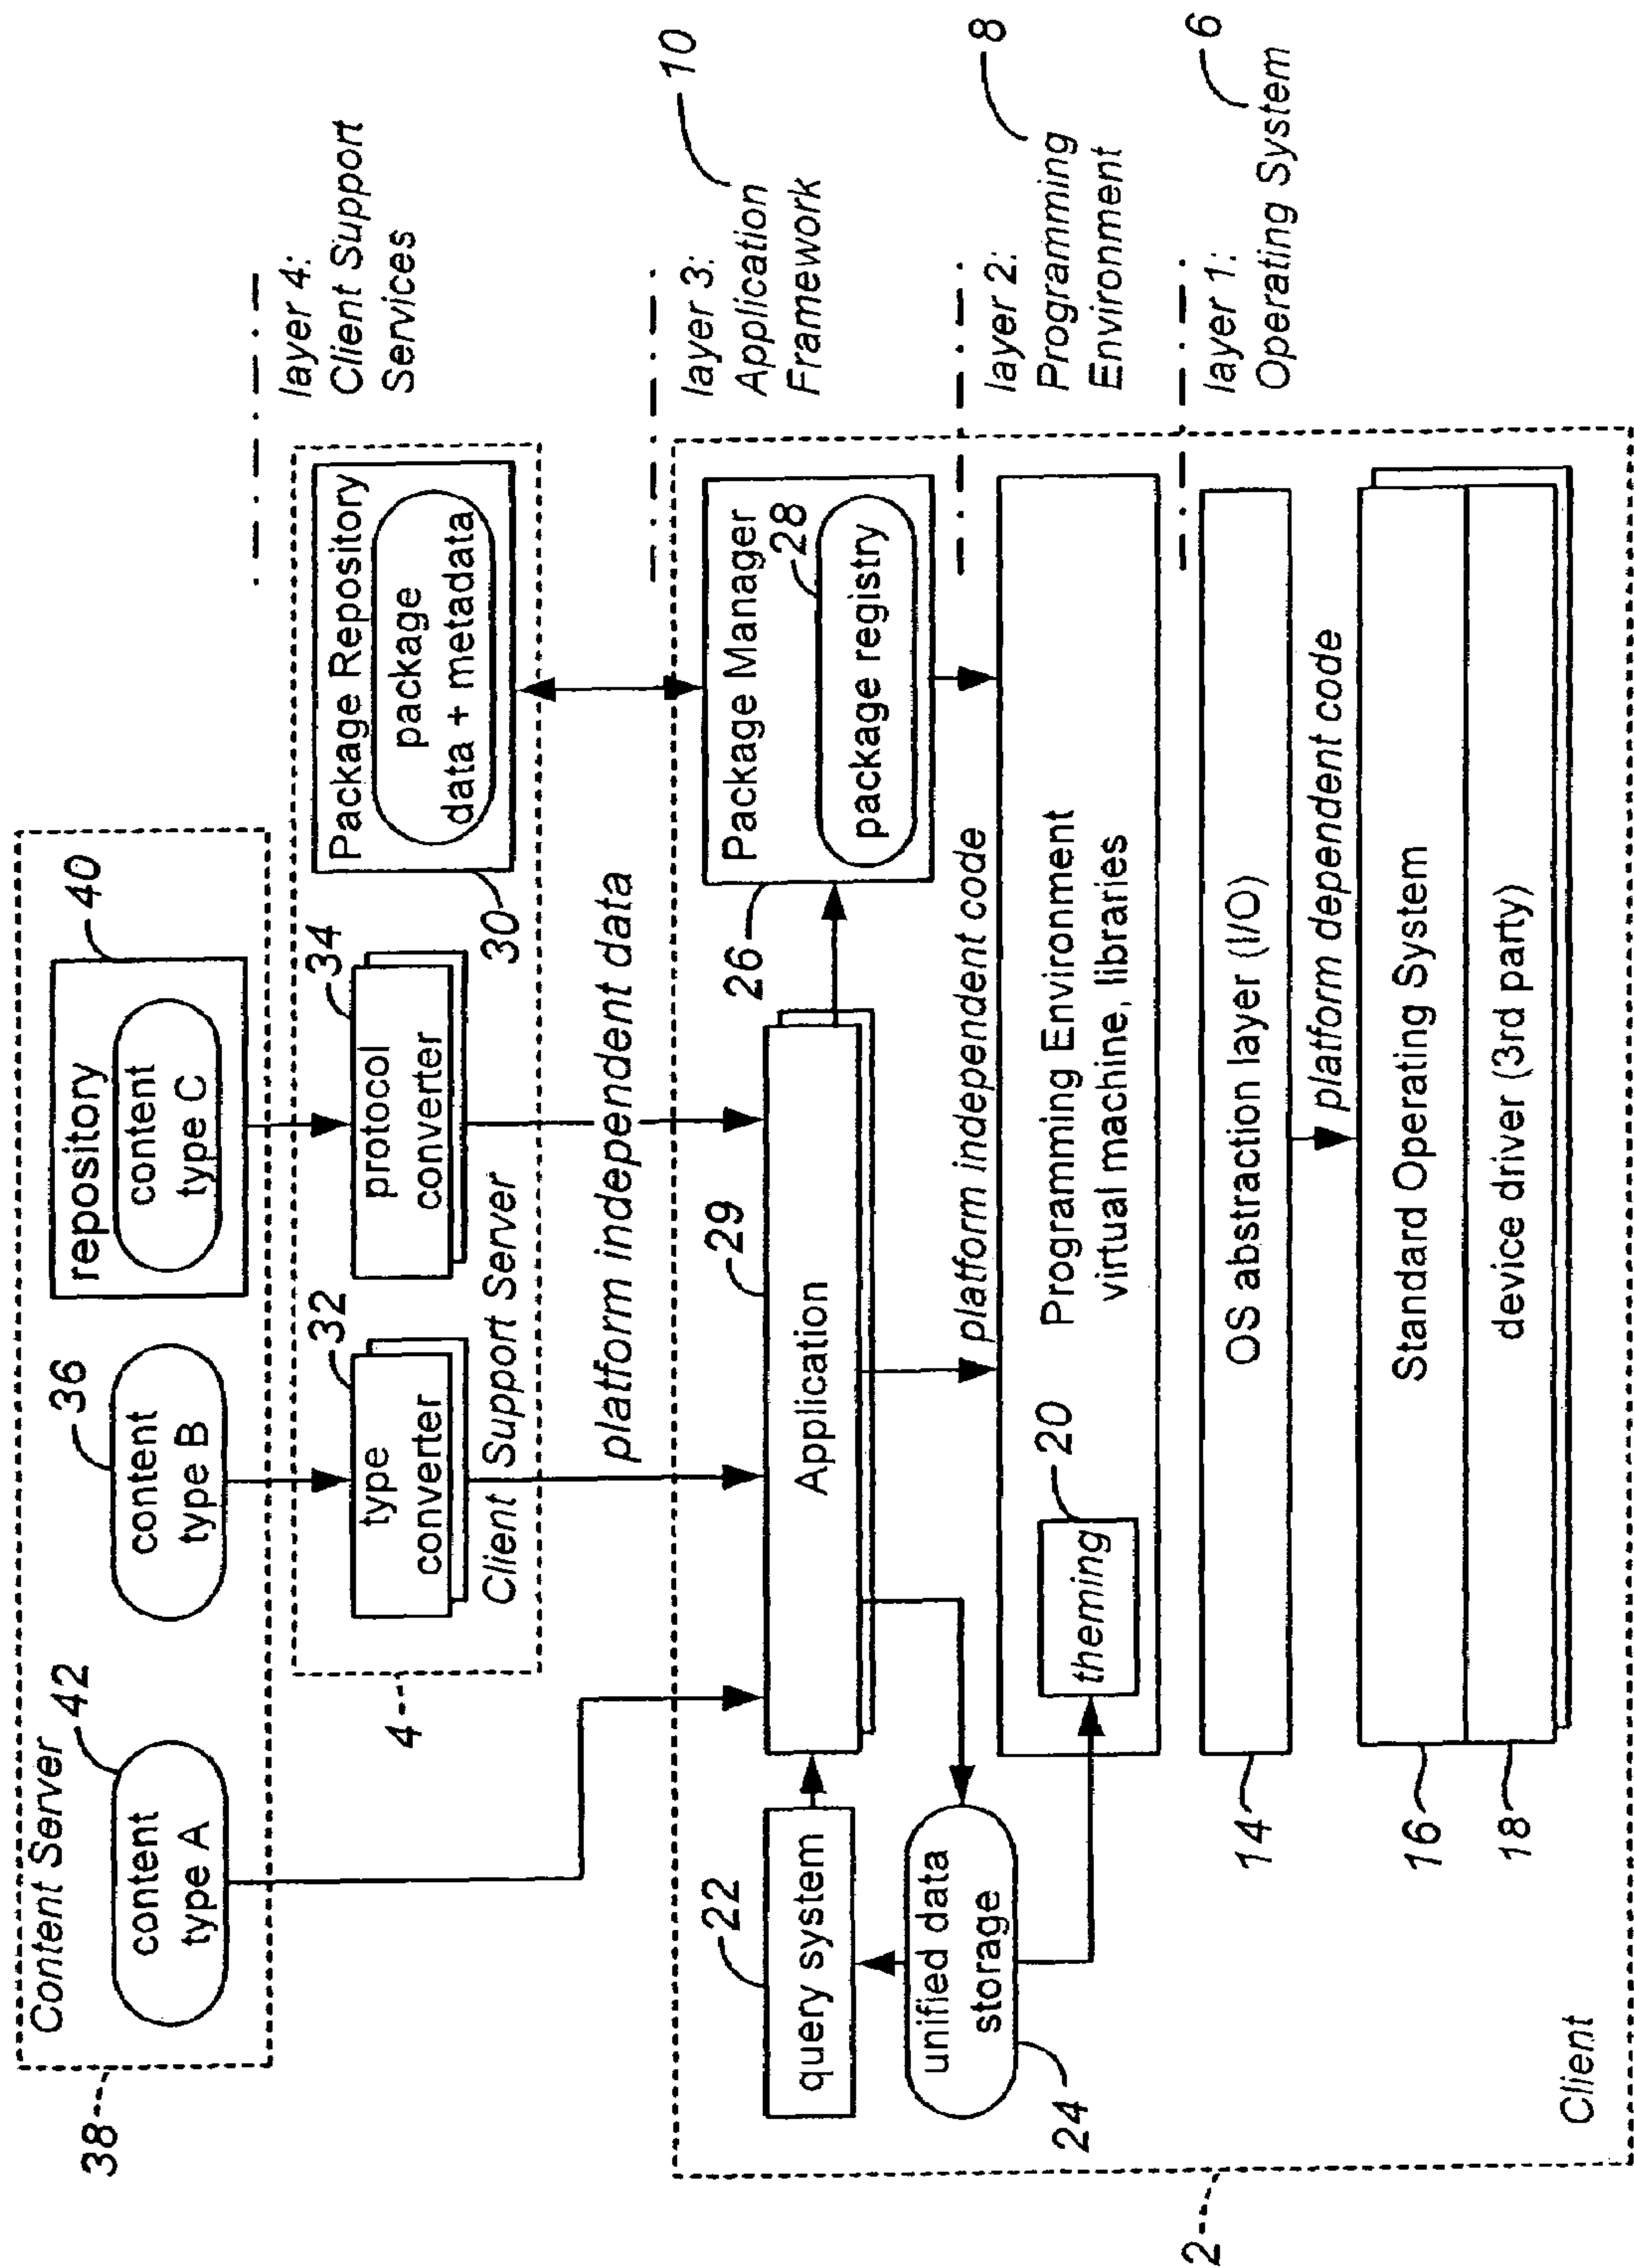 Content Server
38
42
content
type A
36
content
type B
40
repository
content
type C
layer 4:
Client Support
Services
4
32
type
converter
34
protocol
converter
Client Support Server
30
Package Repository
package
data + metadata
platform independent data
10
layer 3:
Application
Framework
22
query system
29
Application
26
Package Manager
28
package registry
unified data
storage
24
platform independent code
8
layer 2:
Programming
Environment
20
theming
Programming Environment
virtual machine, libraries
6
layer 1:
Operating System
14
OS abstraction layer (I/O)
platform dependent code
16
Standard Operating System
18
device driver (3rd party)
Client
2